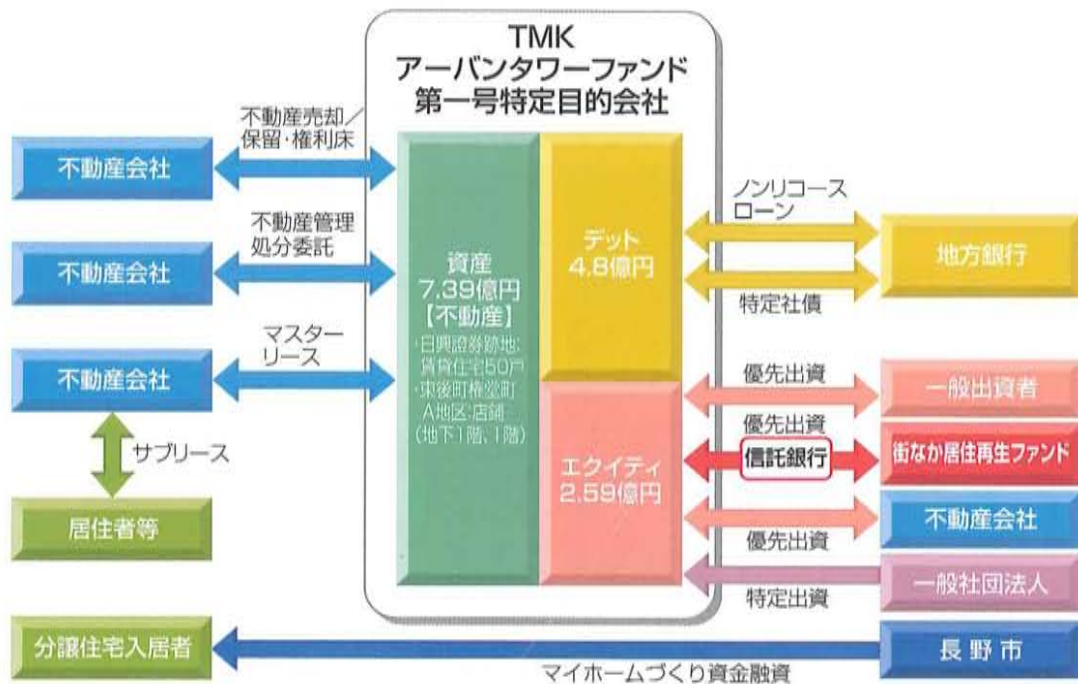 TMK
アーバンタワーファンド
第一号特定目的会社
不動産売却／
保留・権利床
不動産会社
不動産管理
処分委託
不動産会社
マスター
リース
不動産会社
サブリース
居住者等
資産
7.39億円
【不動産】
・日興證券跡地:
賃貸住宅50戸
・東後町権堂町
A地区:店舗
(地下1階、1階)
デット
4.8億円
エクイティ
2.59億円
ノンリコース
ローン
地方銀行
特定社債
優先出資
一般出資者
優先出資
信託銀行
街なか居住再生ファンド
不動産会社
優先出資
一般社団法人
特定出資
分譲住宅入居者
長野市
マイホームづくり資金融資